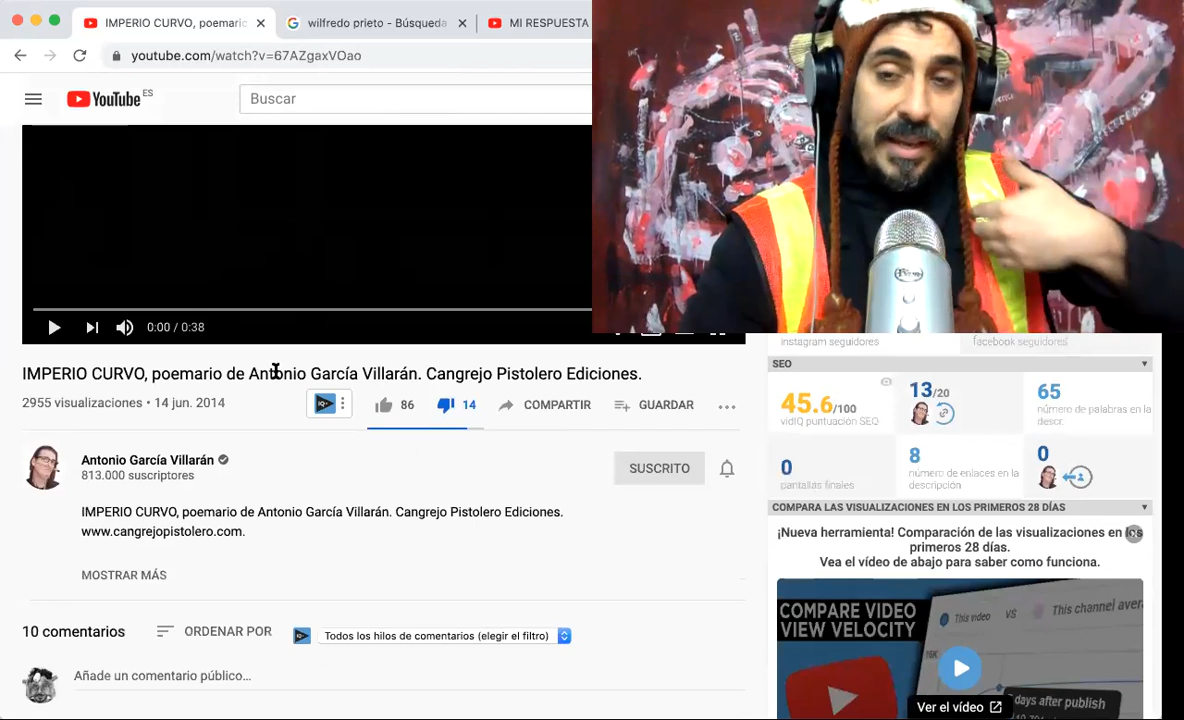 IMPERIO CURVO, poemario
wilfredo prieto - Búsqueda
MI RESPUESTA
youtube.com/watch?v=67AZgaxVOao
YouTube ES
Buscar
0:00 / 0:38
IMPERIO CURVO, poemario de Antonio García Villarán. Cangrejo Pistolero Ediciones.
2955 visualizaciones • 14 jun. 2014
86
14
COMPARTIR
GUARDAR
Antonio García Villarán
813.000 suscriptores
SUSCRITO
IMPERIO CURVO, poemario de Antonio García Villarán. Cangrejo Pistolero Ediciones.
www.cangrejopistolero.com.
MOSTRAR MÁS
10 comentarios
ORDENAR POR
Todos los hilos de comentarios (elegir el filtro)
Añade un comentario público...
instagram seguidores
facebook seguidores
SEO
45.6/100
vidIQ puntuación SEO
13/20
65
número de palabras en la
descr.
0
pantallas finales
8
número de enlaces en la
descripción
0
COMPARA LAS VISUALIZACIONES EN LOS PRIMEROS 28 DÍAS
¡Nueva herramienta! Comparación de las visualizaciones en los
primeros 28 días.
Vea el vídeo de abajo para saber como funciona.
COMPARE VIDEO
VIEW VELOCITY
This video
VS
This channel
days after publish
Ver el vídeo